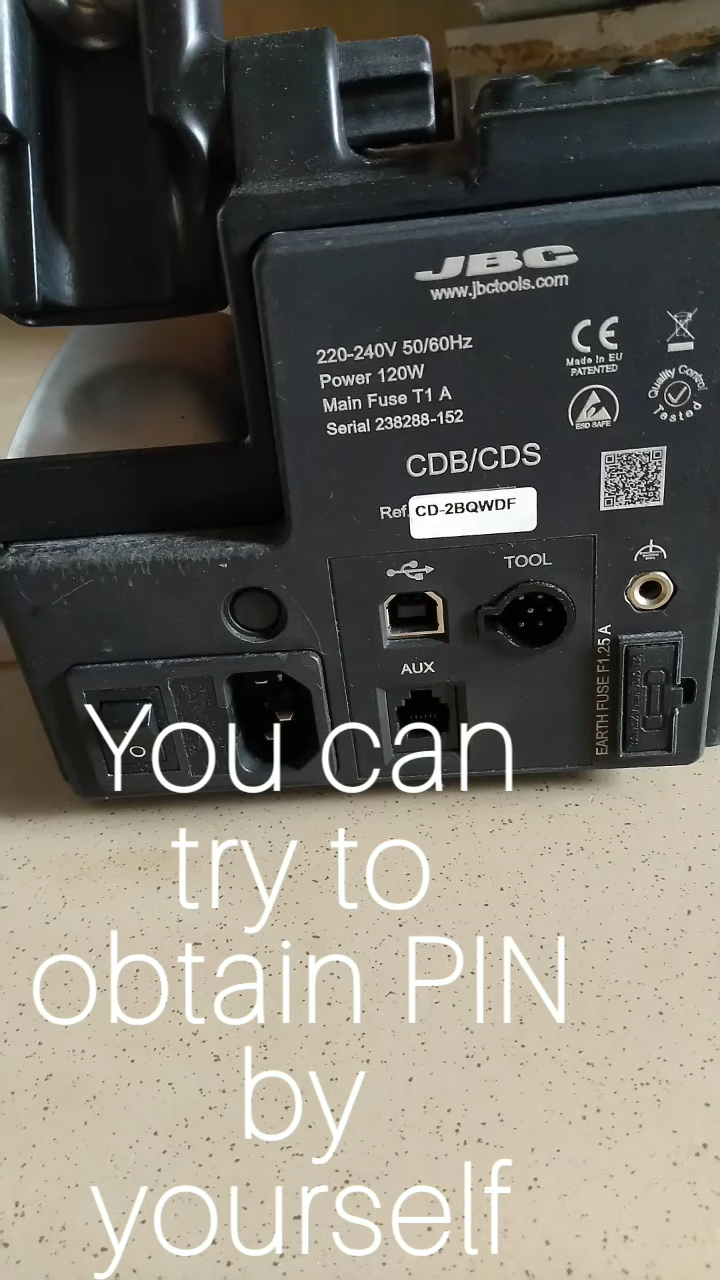 JBC
www.jbctools.com
220-240V 50/60Hz
Power 120W
Main Fuse T1 A
Serial 238288-152
CE
Made in EU
PATENTED
ESD SAFE
Quality Control
Tested
CDB/CDS
Ref. CD-2BQWDF
TOOL
AUX
EARTH FUSE F1.25 A
You can
try to
obtain PIN
by
yourself